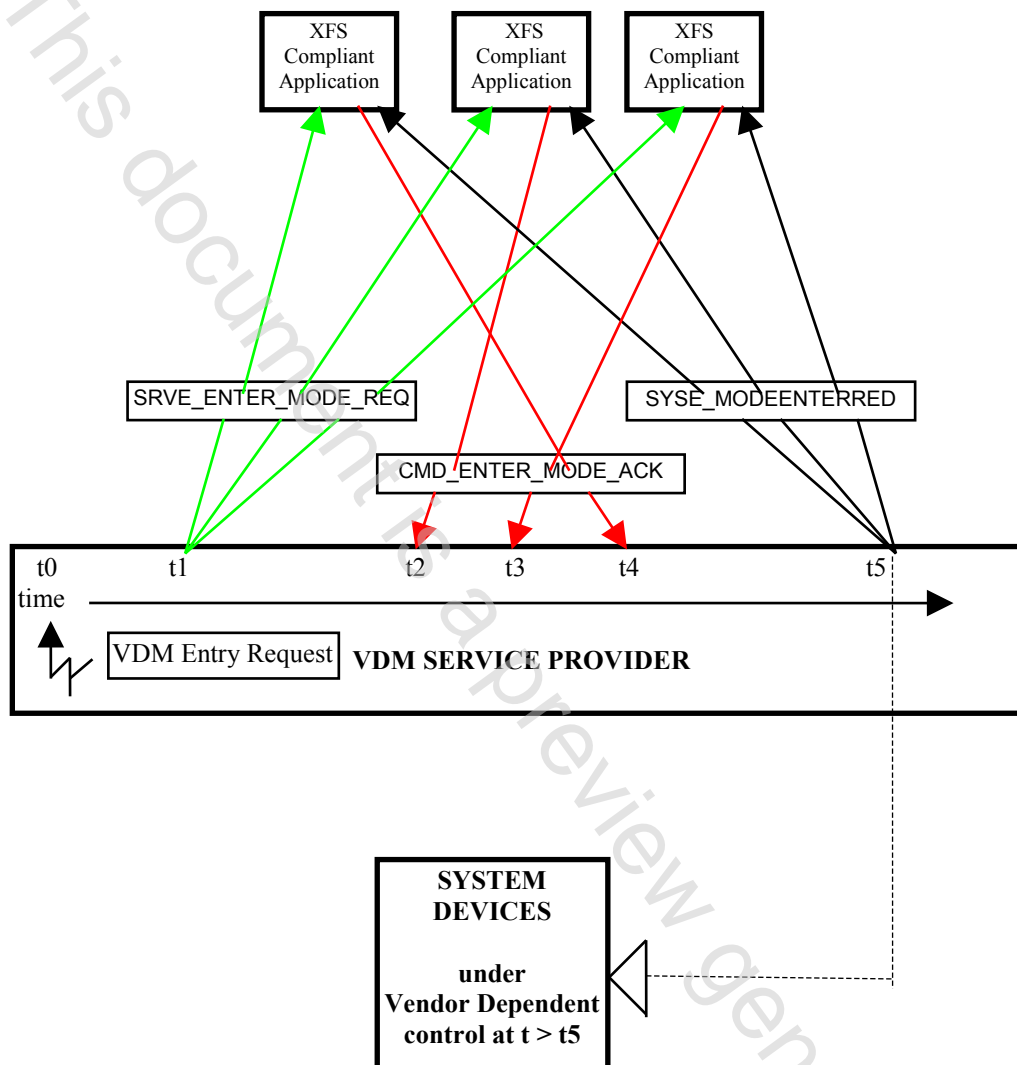 XFS
Compliant
Application
XFS
Compliant
Application
XFS
Compliant
Application
SRVE_ENTER_MODE_REQ
SYSE_MODEENTERRED
CMD_ENTER_MODE_ACK
t0
t1
t2
t3
t4
t5
time
VDM Entry Request
VDM SERVICE PROVIDER
SYSTEM
DEVICES
under
Vendor Dependent
control at t > t5
This document is a preview gen